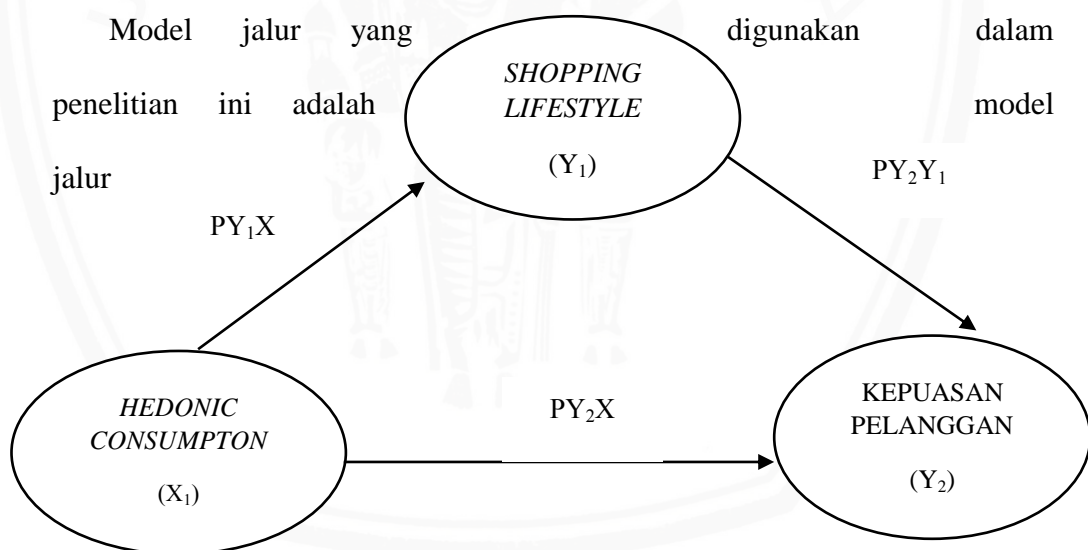 Model jalur yang digunakan dalam
penelitian ini adalah model
jalur
SHOPPING
LIFESTYLE
(Y₁)
PY₂Y₁
PY₁X
HEDONIC
CONSUMPTON
(X₁)
PY₂X
KEPUASAN
PELANGGAN
(Y₂)